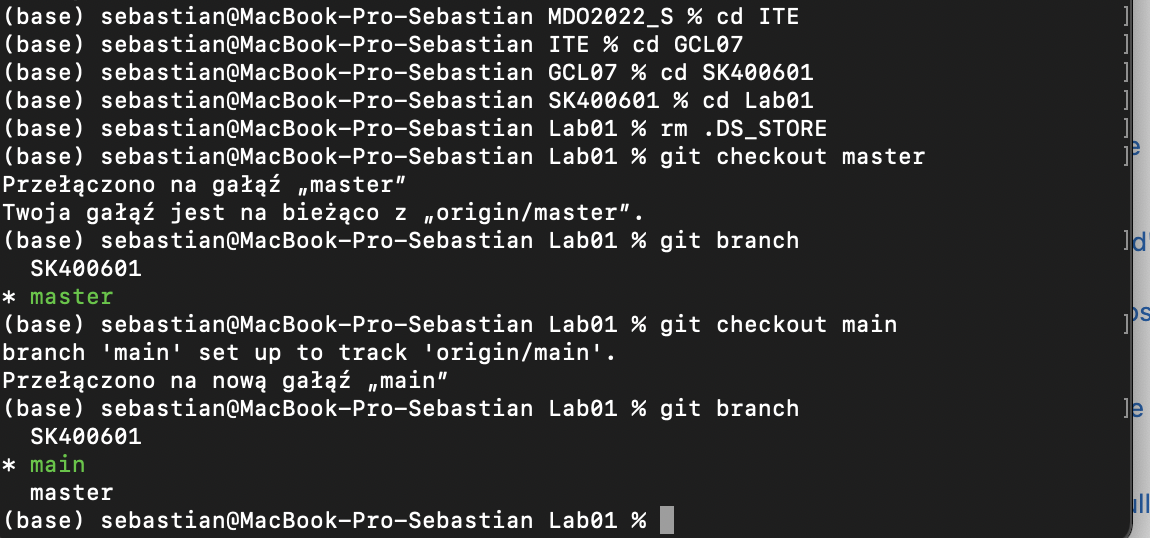 (base) sebastian@MacBook-Pro-Sebastian MDO2022_S % cd ITE ]
(base) sebastian@MacBook-Pro-Sebastian ITE % cd GCL07 ]
(base) sebastian@MacBook-Pro-Sebastian GCL07 % cd SK400601 ]
(base) sebastian@MacBook-Pro-Sebastian SK400601 % cd Lab01 ]
(base) sebastian@MacBook-Pro-Sebastian Lab01 % rm .DS_STORE ]
(base) sebastian@MacBook-Pro-Sebastian Lab01 % git checkout master ]
Przełączono na gałąź „master”
Twoja gałąź jest na bieżąco z „origin/master”.
(base) sebastian@MacBook-Pro-Sebastian Lab01 % git branch ]
  SK400601
* master
(base) sebastian@MacBook-Pro-Sebastian Lab01 % git checkout main ]
branch 'main' set up to track 'origin/main'.
Przełączono na nową gałąź „main”
(base) sebastian@MacBook-Pro-Sebastian Lab01 % git branch ]
  SK400601
* main
  master
(base) sebastian@MacBook-Pro-Sebastian Lab01 %